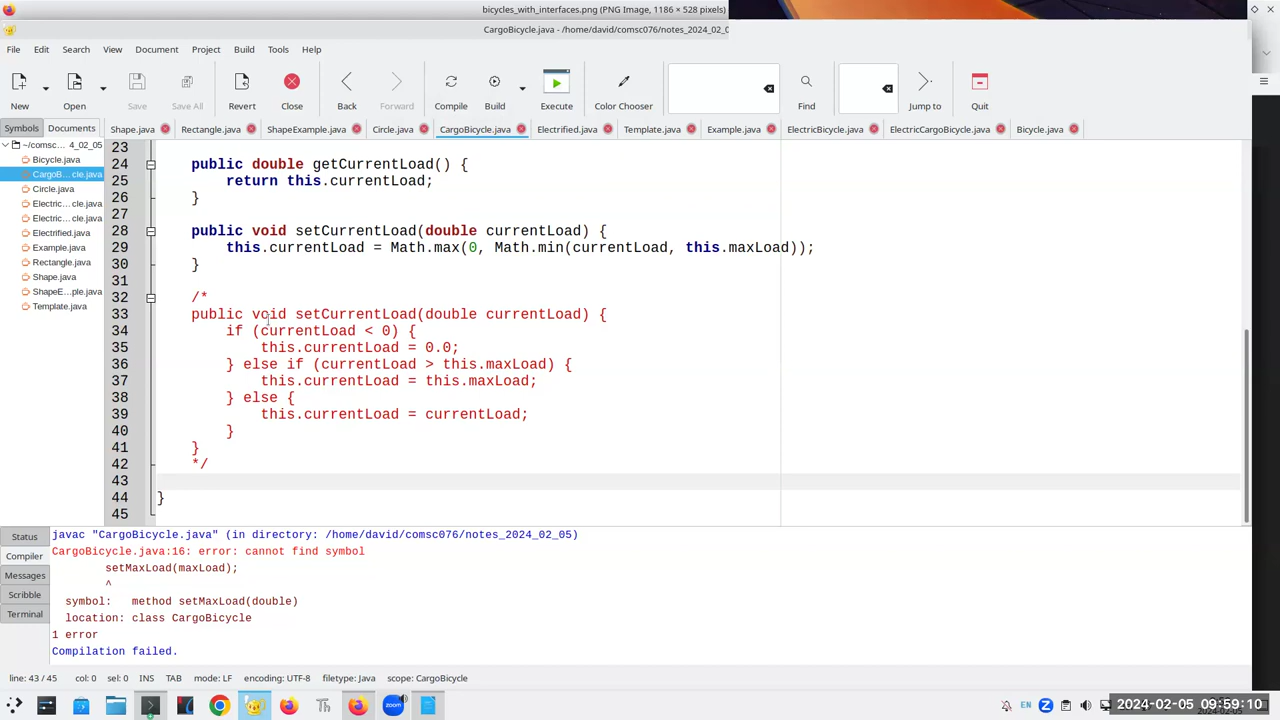 bicycles_with_interfaces.png (PNG Image, 1186 × 528 pixels)
CargoBicycle.java - /home/david/comsc076/notes_2024_02_0
File Edit Search View Document Project Build Tools Help
New Open Save Save All Revert Close Back Forward Compile Build Execute Color Chooser Find Jump to Quit
Symbols Documents Shape.java Rectangle.java ShapeExample.java Circle.java CargoBicycle.java Electrified.java Template.java Example.java ElectricBicycle.java ElectricCargoBicycle.java Bicycle.java
~/comsc... 4_02_05
Bicycle.java
CargoB... cle.java
Circle.java
Electric... cle.java
Electric... cle.java
Electrified.java
Example.java
Rectangle.java
Shape.java
ShapeE...ple.java
Template.java
23
24 public double getCurrentLoad() {
25 return this.currentLoad;
26 }
27
28 public void setCurrentLoad(double currentLoad) {
29 this.currentLoad = Math.max(0, Math.min(currentLoad, this.maxLoad));
30 }
31
32 /*
33 public void setCurrentLoad(double currentLoad) {
34 if (currentLoad < 0) {
35 this.currentLoad = 0.0;
36 } else if (currentLoad > this.maxLoad) {
37 this.currentLoad = this.maxLoad;
38 } else {
39 this.currentLoad = currentLoad;
40 }
41 }
42 */
43
44 }
45
Status
Compiler
Messages
Scribble
Terminal
javac "CargoBicycle.java" (in directory: /home/david/comsc076/notes_2024_02_05)
CargoBicycle.java:16: error: cannot find symbol
setMaxLoad(maxLoad);
^
symbol: method setMaxLoad(double)
location: class CargoBicycle
1 error
Compilation failed.
line: 43 / 45 col: 0 sel: 0 INS TAB mode: LF encoding: UTF-8 filetype: Java scope: CargoBicycle
Th zoom EN Z 2024-02-05 09:59:10